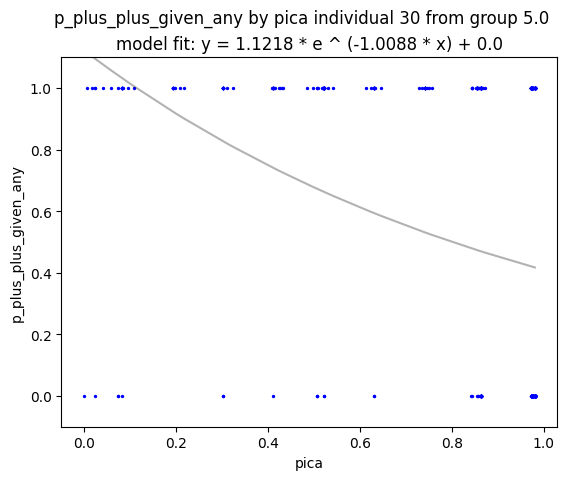 p_plus_plus_given_any by pica individual 30 from group 5.0
model fit: y = 1.1218 * e ^ (-1.0088 * x) + 0.0
1.0
0.8
0.6
0.4
0.2
0.0
p_plus_plus_given_any
0.0 0.2 0.4 0.6 0.8 1.0
pica